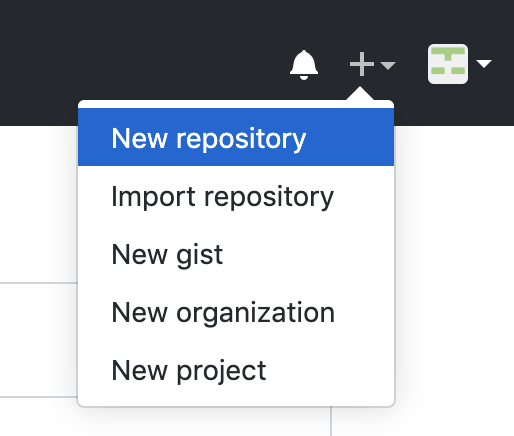 New repository
Import repository
New gist
New organization
New project